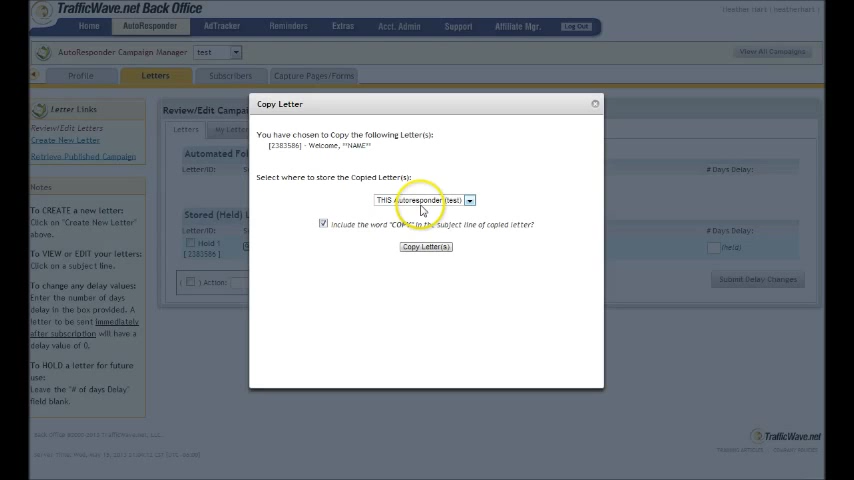 TrafficWave.net Back Office
Heather Hart | heatherhart |
Home AutoResponder AdTracker Reminders Extras Acct. Admin Support Affiliate Mgr. Log Out
AutoResponder Campaign Manager test View All Campaigns
Profile Letters Subscribers Capture Pages/Forms
Letter Links
Review/Edit Letters
Create New Letter
Retrieve Published Campaign
Notes
To CREATE a new letter:
Click on "Create New Letter"
above.
To VIEW or EDIT your letters:
Click on a subject line.
To change any delay values:
Enter the number of days
delay in the box provided. A
letter to be sent immediately
after subscription will have a
delay value of 0.
To HOLD a letter for future
use:
Leave the "# of days Delay"
field blank.
Review/Edit Campai
Letters My Lette
Automated Fol
Letter/ID: # Days Delay:
Stored (Held) L
Letter/ID: # Days Delay:
Hold 1 (held)
[ 2383586 ]
( ) Action: Submit Delay Changes
Copy Letter
You have chosen to Copy the following Letter(s):
[2383586] - Welcome, **NAME**
Select where to store the Copied Letter(s):
THIS Autoresponder (test)
Include the word "COPY" in the subject line of copied letter?
Copy Letter(s)
TrafficWave.net